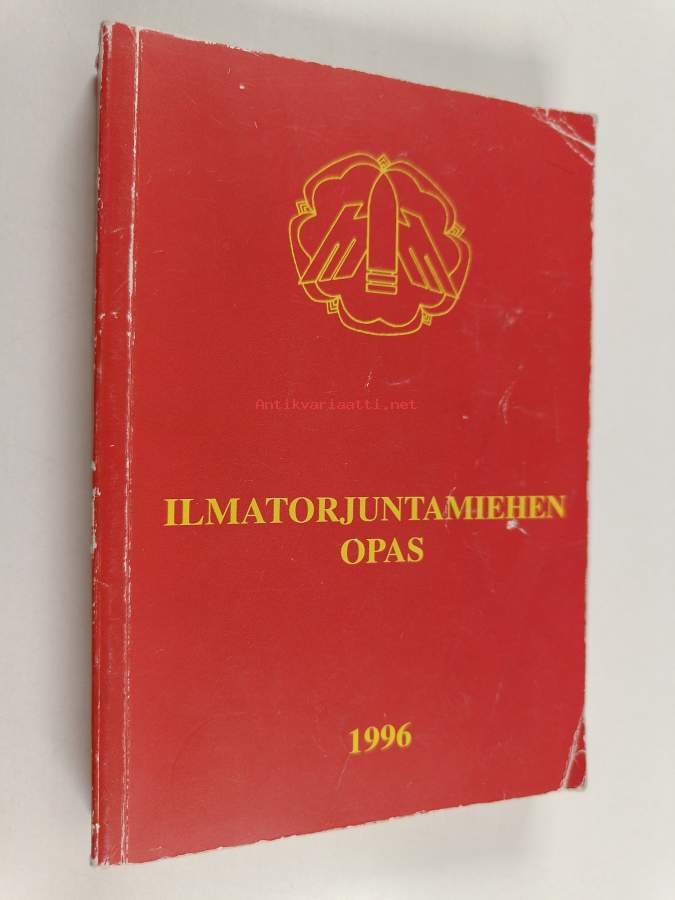 Antikvariaatti.net
ILMATORJUNTAMIEHEN
OPAS
1996